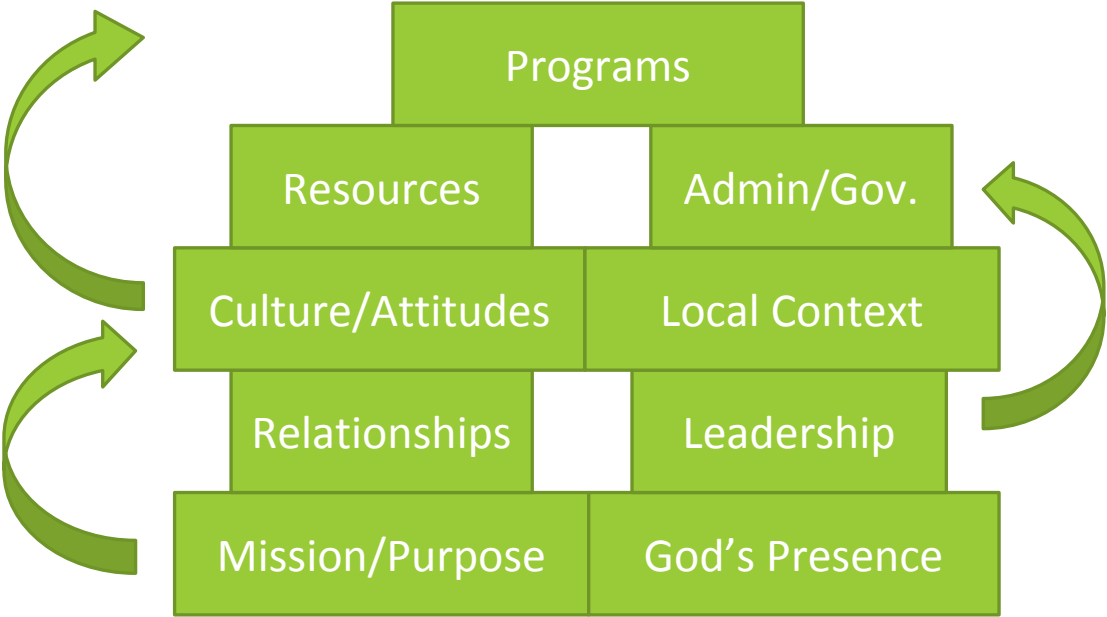 Programs
Resources
Admin/Gov.
Culture/Attitudes
Local Context
Relationships
Leadership
Mission/Purpose
God’s Presence